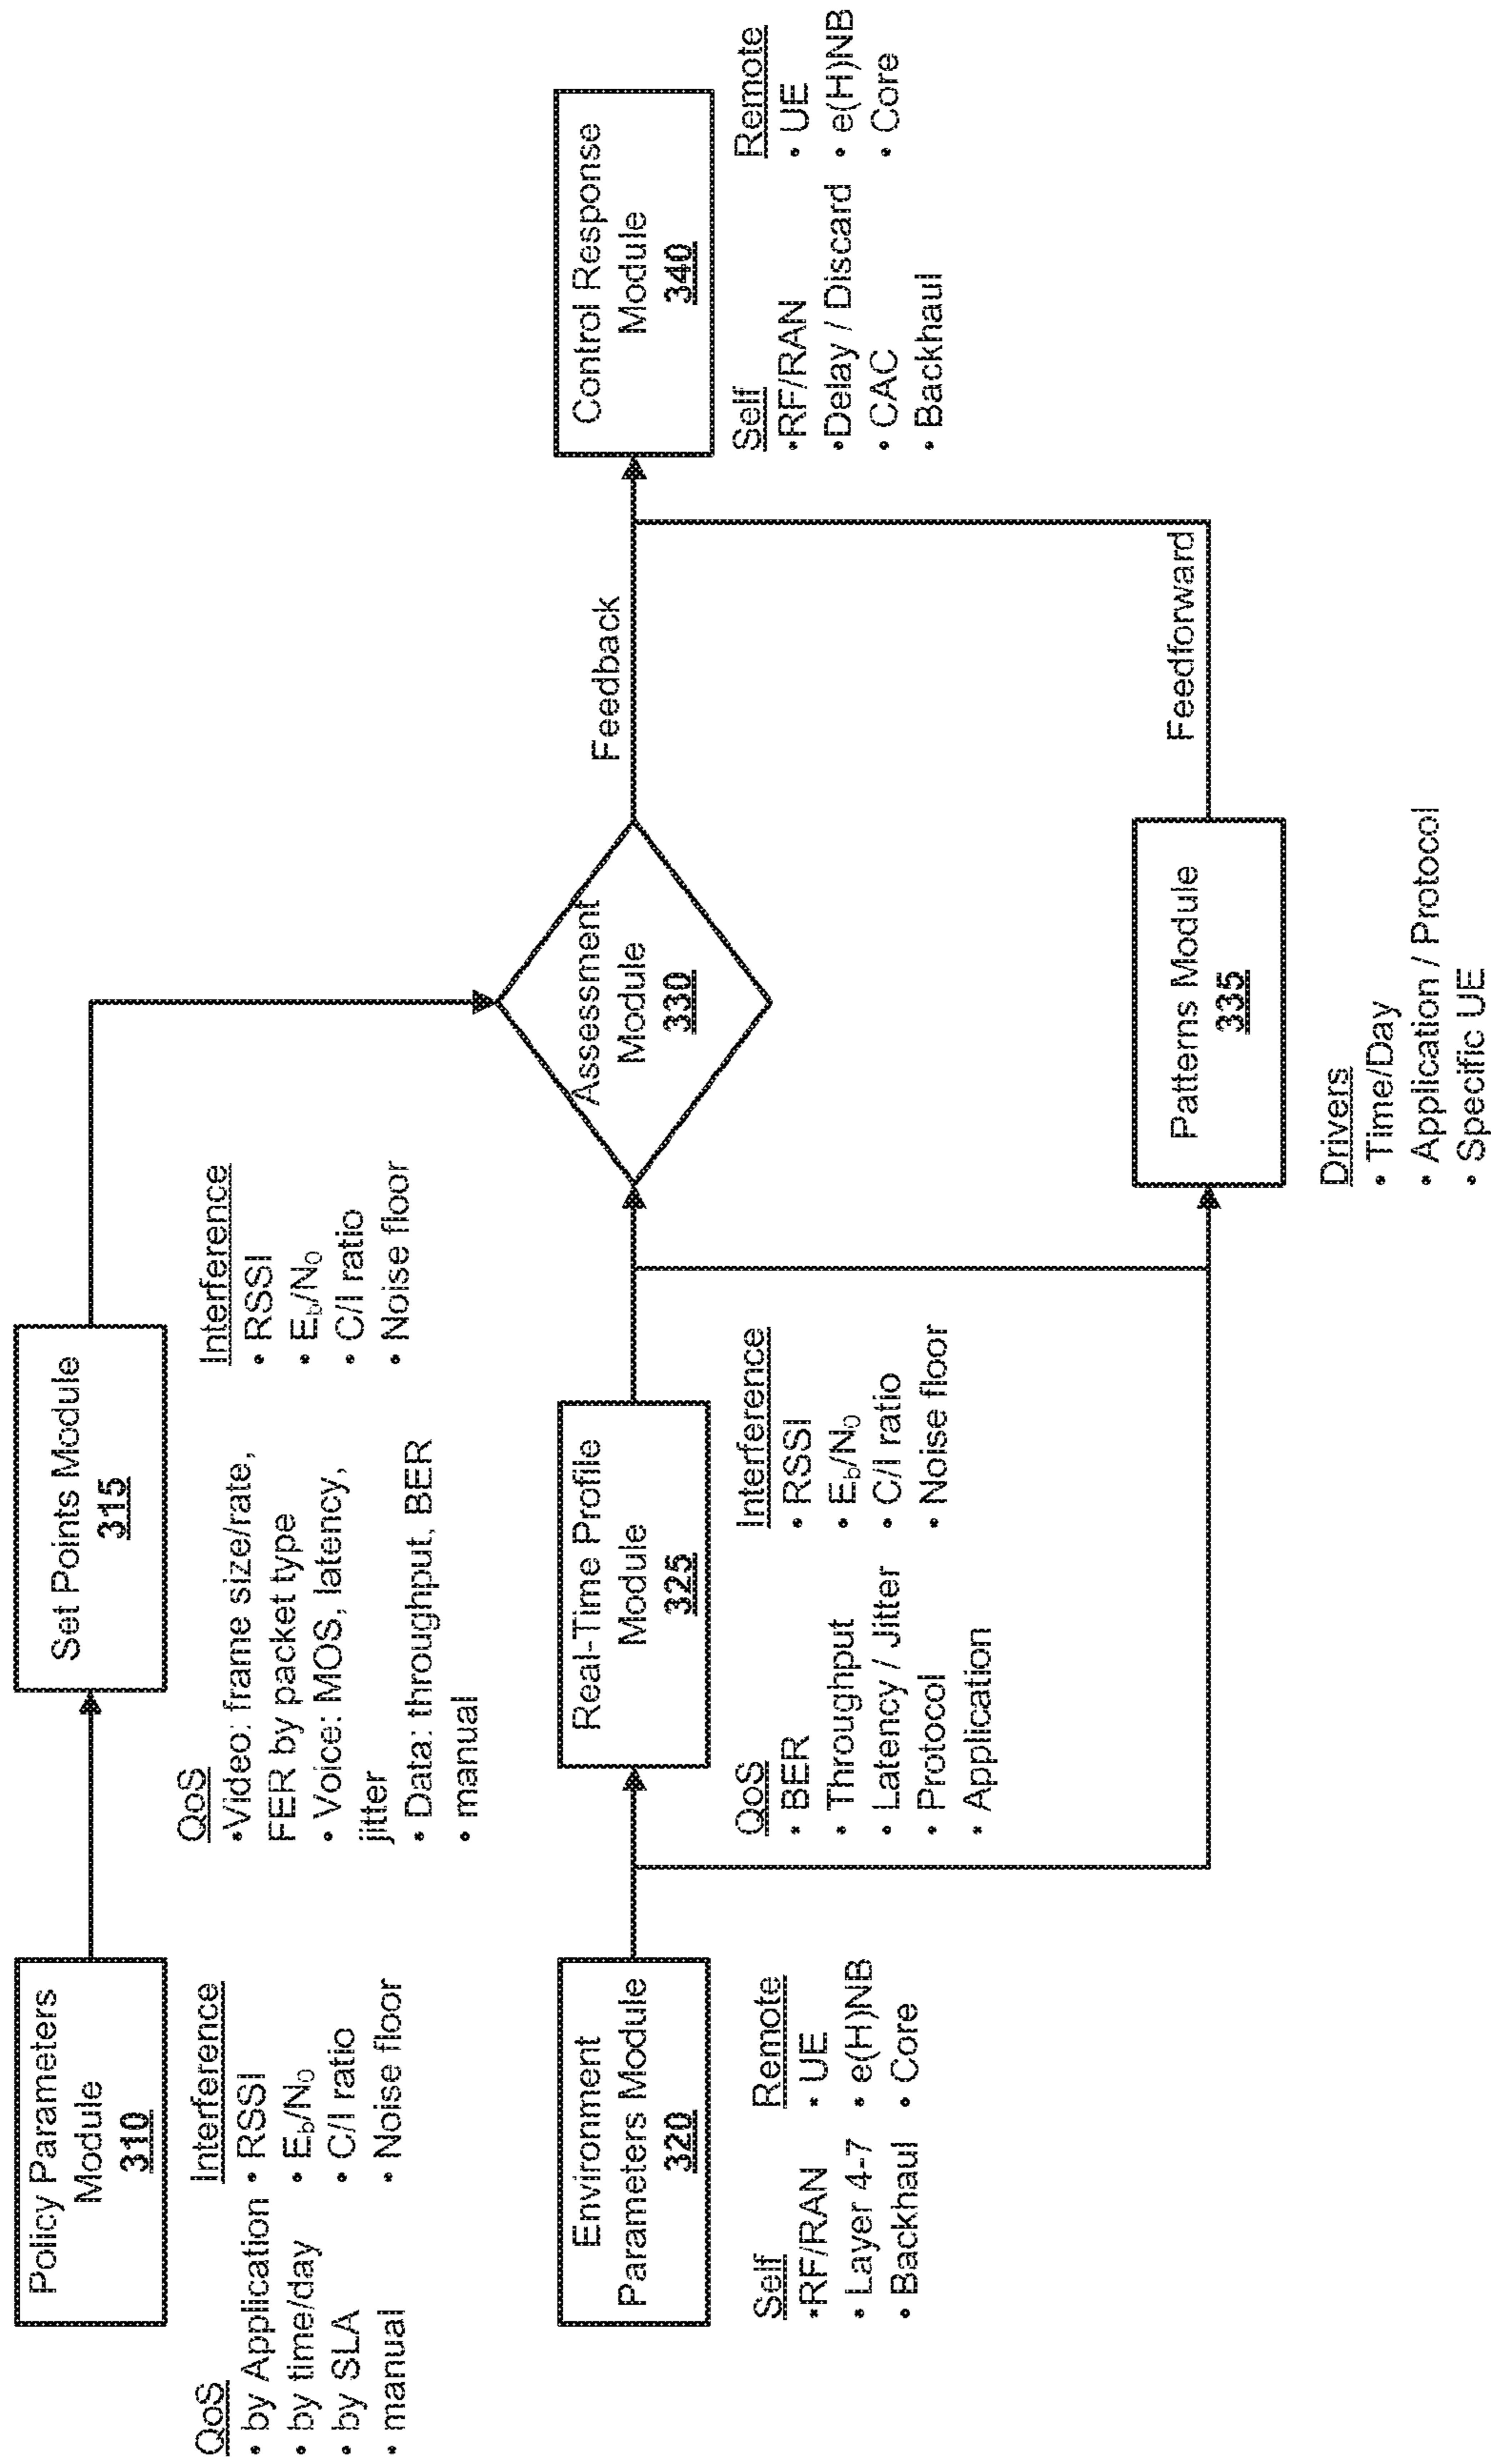 Policy Parameters
Module
310
QoS
• by Application
• by time/day
• by SLA
• manual
Interference
• RSSI
• Eb/N0
• C/I ratio
• Noise floor
Set Points Module
315
QoS
•Video: frame size/rate,
FER by packet type
• Voice: MOS, latency,
jitter
• Data: throughput, BER
• manual
Interference
• RSSI
• Eb/N0
• C/I ratio
• Noise floor
Environment
Parameters Module
320
Self
•RF/RAN
• Layer 4-7
• Backhaul
Remote
• UE
• e(H)NB
• Core
Real-Time Profile
Module
325
QoS
• BER
• Throughput
• Latency / Jitter
• Protocol
• Application
Interference
• RSSI
• Eb/N0
• C/I ratio
• Noise floor
Assessment
Module
330
Feedback
Control Response
Module
340
Self
•RF/RAN
•Delay / Discard
• CAC
• Backhaul
Remote
• UE
• e(H)NB
• Core
Patterns Module
335
Feedforward
Drivers
• Time/Day
• Application / Protocol
• Specific UE